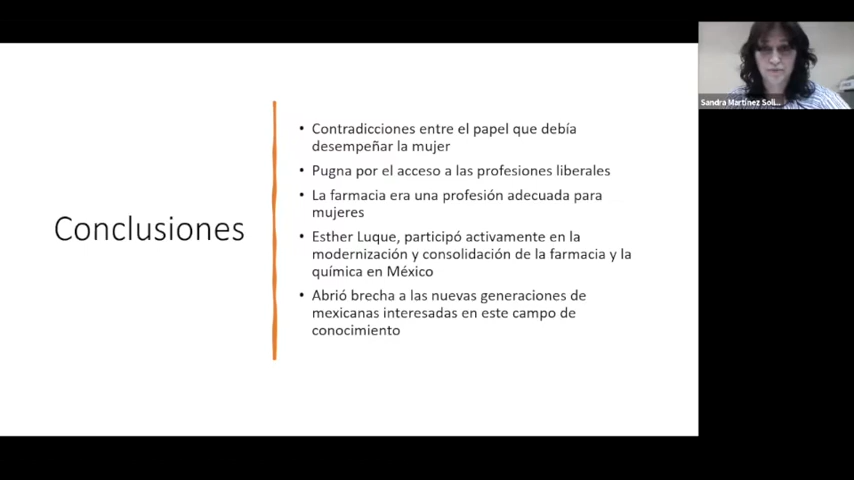 Sandra Martínez Soli...
Conclusiones
• Contradicciones entre el papel que debía
desempeñar la mujer
• Pugna por el acceso a las profesiones liberales
• La farmacia era una profesión adecuada para
mujeres
• Esther Luque, participó activamente en la
modernización y consolidación de la farmacia y la
química en México
• Abrió brecha a las nuevas generaciones de
mexicanas interesadas en este campo de
conocimiento